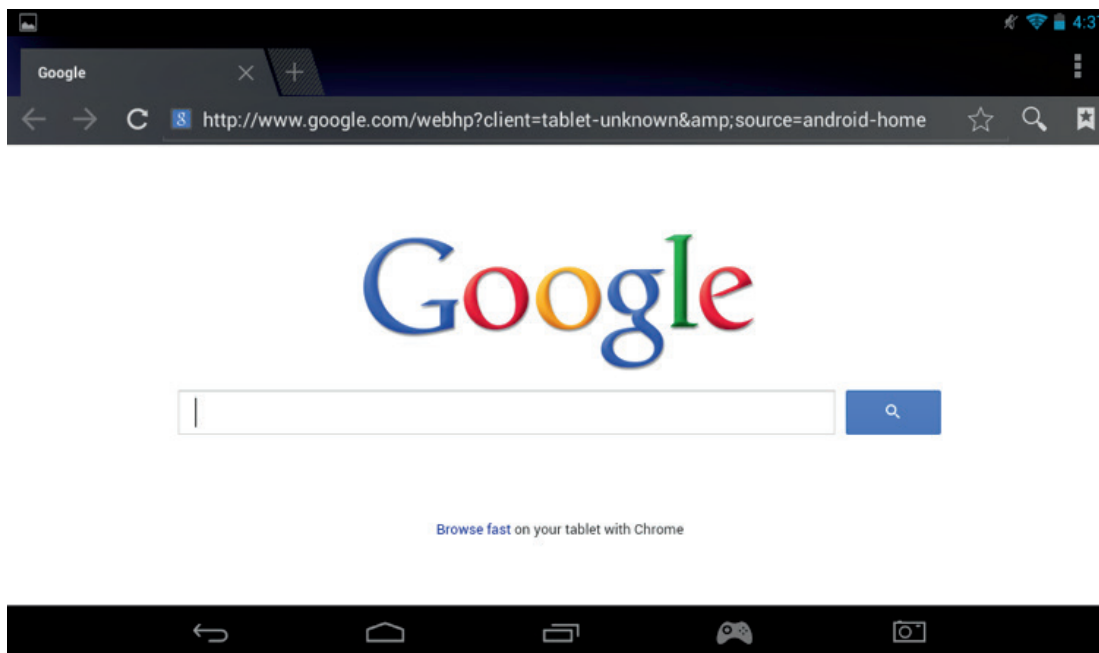 4:37
Google
8 http://www.google.com/webhp?client=tablet-unknown&amp;source=android-home
Google
Browse fast on your tablet with Chrome